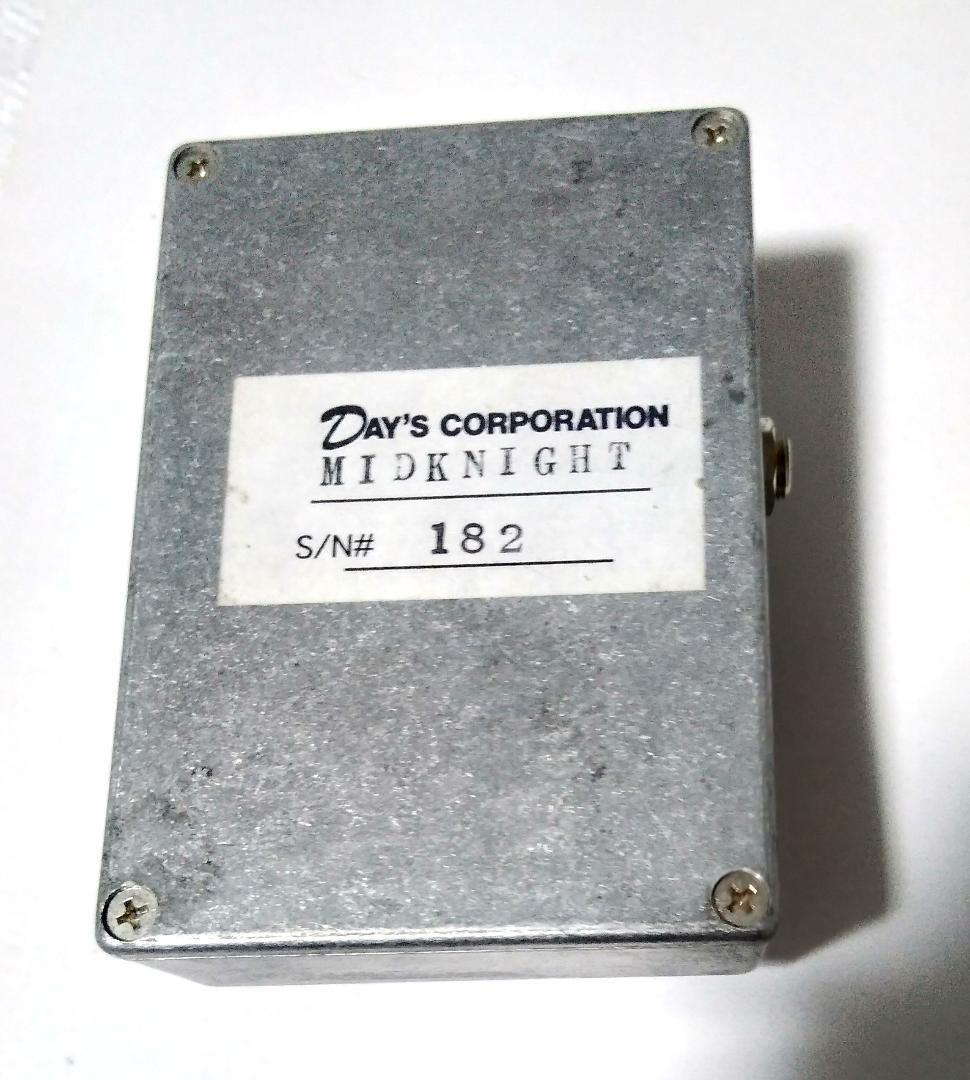 DAY'S CORPORATION
MIDKNIGHT
S/N# 182